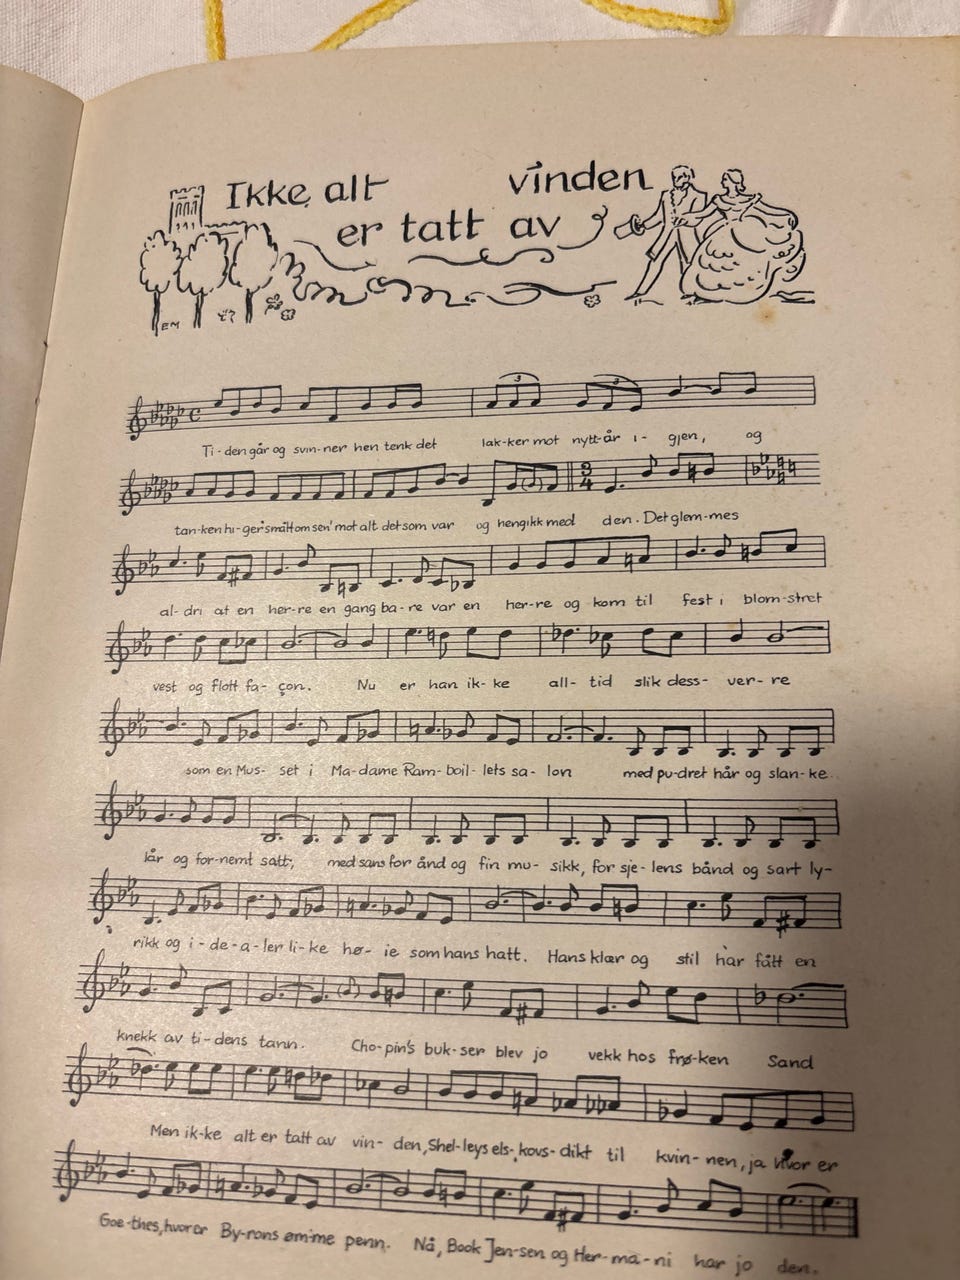 Ikke alt vinden
er tatt av
EM
3 3
Ti-den går og svin-ner hen tenk det lak-ker mot nytt-år i-gjen, og
3
4
tan-ken hi-ger småttom sen' mot alt det som var og hengikk med den. Det glem-mes
al-dri at en her-re en gang ba-re var en her-re og kom til fest i blom-stret
vest og flott fa-çon. Nu er han ik-ke all-tid slik dess-ver-re
som en Mus-set i Ma-dame Ram-boil-lets sa-lon med pu-dret hår og slan-ke
lår og for-nemt satt, med sans for ånd og fin mu-sikk, for sje-lens bånd og sart ly-
rikk og i-de-a-ler li-ke hø-ie som hans hatt. Hans klær og stil har fått en
knekk av ti-dens tann. Cho-pin's buk-ser blev jo vekk hos frø-ken Sand
Men ik-ke alt er tatt av vin-den, Shel-leys els-kovs-dikt til kvin-nen, ja hvor er
Goe-thes, hvor er By-rons øm-me penn. Nå, Book Jen-sen og Her-ma-ni har jo den.